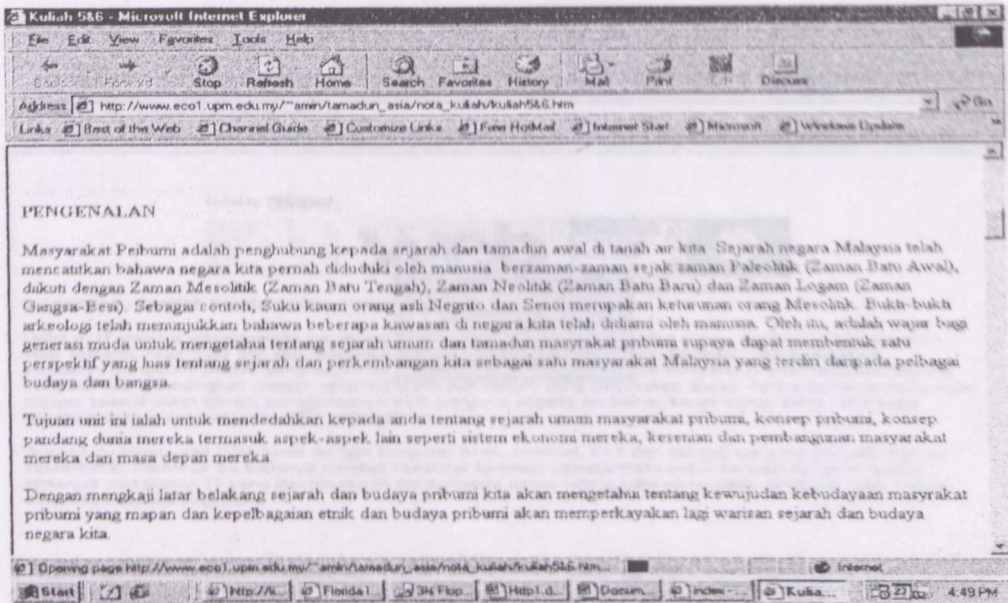 Kuliah 5&6 - Microsoft Internet Explorer
File Edit View Favorites Tools Help
Back Forward Stop Refresh Home Search Favorites History Mail Print Edit Discuss
Address http://www.eco1.upm.edu.my/~amin/tamadun_asia/nota_kuliah/kuliah5&6.htm Go
Links Best of the Web Channel Guide Customize Links Free HotMail Internet Start Microsoft Windows Update
PENGENALAN
Masyarakat Peibumi adalah penghubung kepada sejarah dan tamadun awal di tanah air kita. Sejarah negara Malaysia telah
mencatitkan bahawa negara kita pernah diduduki oleh manusia berzaman-zaman sejak zaman Paleolitik (Zaman Batu Awal),
diikuti dengan Zaman Mesolitik (Zaman Batu Tengah), Zaman Neolitik (Zaman Batu Baru) dan Zaman Logam (Zaman
Gangsa-Besi). Sebagai contoh, Suku kaum orang asli Negrito dan Senoi merupakan keturunan orang Mesolitik. Bukti-bukti
arkeologi telah menunjukkan bahawa beberapa kawasan di negara kita telah didiami oleh manusia. Oleh itu, adalah wajar bagi
generasi muda untuk mengetahui tentang sejarah umum dan tamadun masyrakat pribumi supaya dapat membentuk satu
perspektif yang luas tentang sejarah dan perkembangan kita sebagai satu masyarakat Malaysia yang terdiri daripada pelbagai
budaya dan bangsa.
Tujuan unit ini ialah untuk mendedahkan kepada anda tentang sejarah umum masyarakat pribumi, konsep pribumi, konsep
pandang dunia mereka termasuk aspek-aspek lain seperti sistem ekonomi mereka, kesenian dan pembangunan masyarakat
mereka dan masa depan mereka.
Dengan mengkaji latar belakang sejarah dan budaya pribumi kita akan mengetahui tentang kewujudan kebudayaan masyrakat
pribumi yang mapan dan kepelbagaian etnik dan budaya pribumi akan memperkayakan lagi warisan sejarah dan budaya
negara kita.
Opening page http://www.eco1.upm.edu.my/~amin/tamadun_asia/nota_kuliah/kuliah5&6.htm Internet
Start http://w... Florida I... 3½ Flop... Http1.d... Docum... index - ... Kulia... 4:49 PM